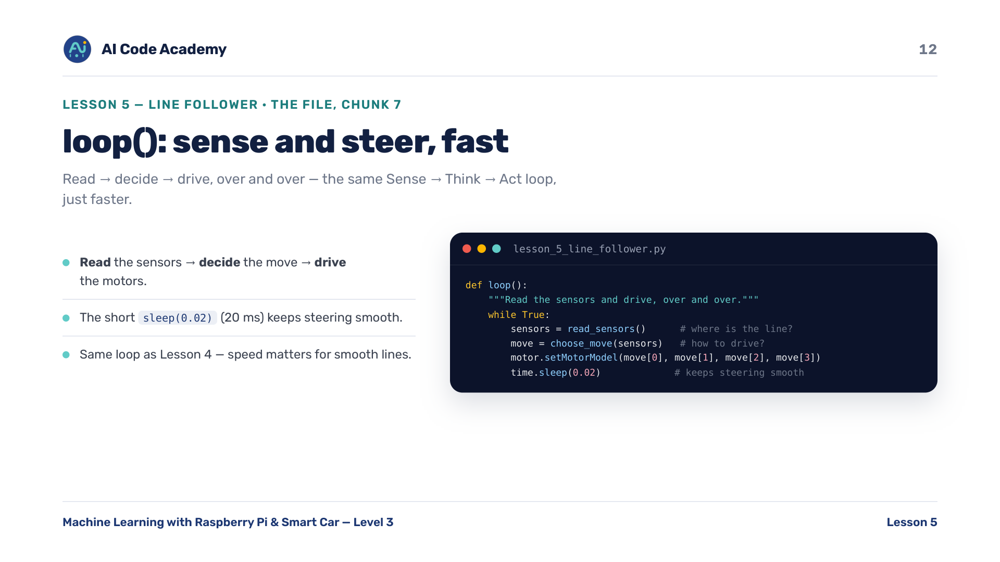 AI Code Academy
12
LESSON 5 — LINE FOLLOWER • THE FILE, CHUNK 7
loop(): sense and steer, fast
Read → decide → drive, over and over — the same Sense → Think → Act loop,
just faster.
Read the sensors → decide the move → drive
the motors.
The short sleep(0.02) (20 ms) keeps steering smooth.
Same loop as Lesson 4 — speed matters for smooth lines.
lesson_5_line_follower.py
def loop():
    """Read the sensors and drive, over and over."""
    while True:
        sensors = read_sensors()      # where is the line?
        move = choose_move(sensors)   # how to drive?
        motor.setMotorModel(move[0], move[1], move[2], move[3])
        time.sleep(0.02)             # keeps steering smooth
Machine Learning with Raspberry Pi & Smart Car — Level 3
Lesson 5